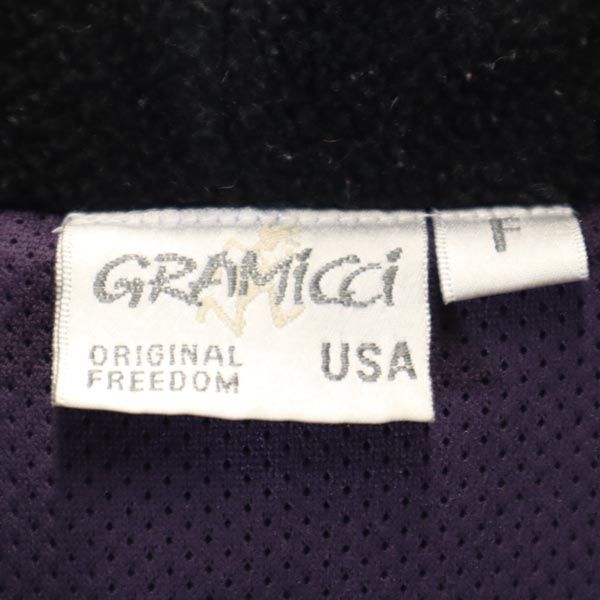 GRAMiCCi
ORIGINAL
FREEDOM
USA
F